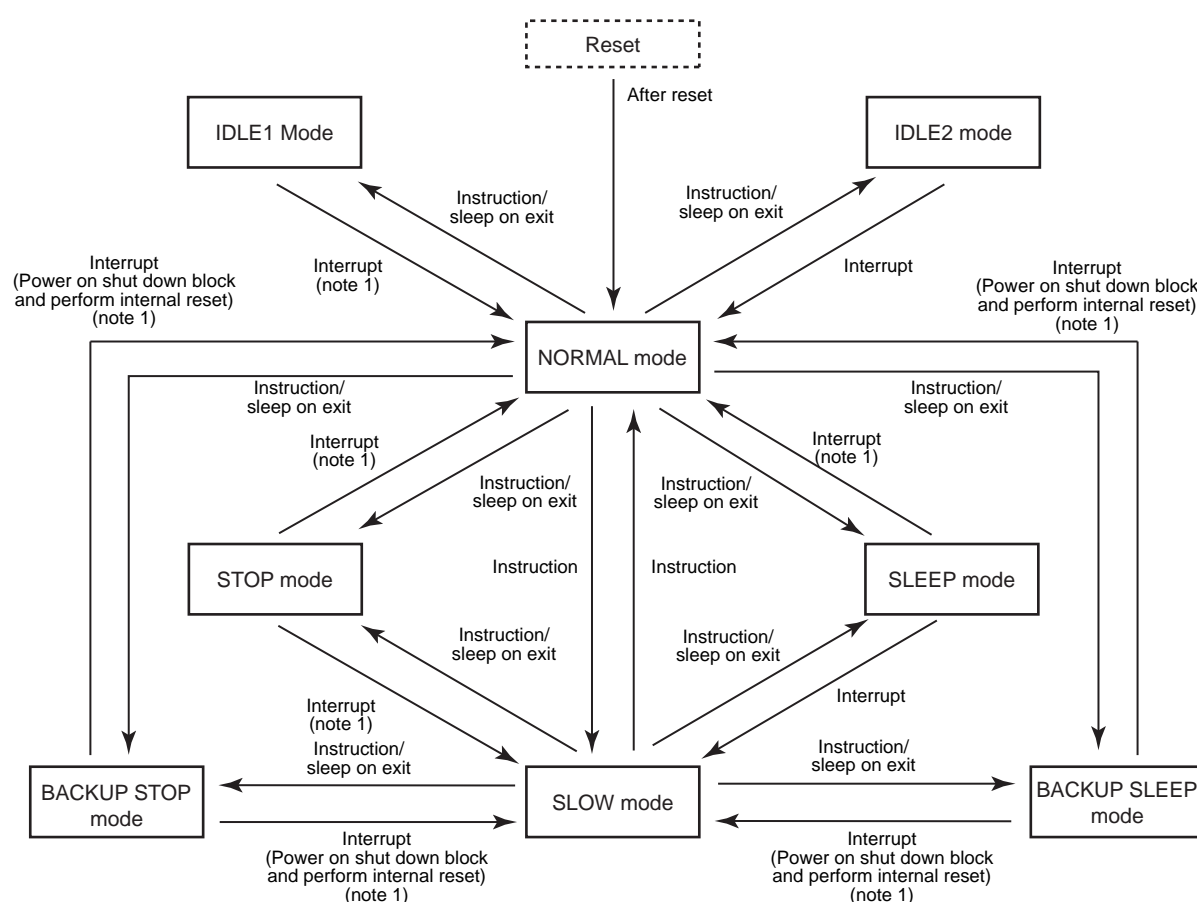 Reset
After reset
IDLE1 Mode
IDLE2 mode
Instruction/
sleep on exit
Instruction/
sleep on exit
Interrupt
(Power on shut down block
and perform internal reset)
(note 1)
Interrupt
(note 1)
Interrupt
Interrupt
(Power on shut down block
and perform internal reset)
(note 1)
NORMAL mode
Instruction/
sleep on exit
Instruction/
sleep on exit
Interrupt
(note 1)
Interrupt
(note 1)
Instruction/
sleep on exit
Instruction/
sleep on exit
STOP mode
Instruction
Instruction
SLEEP mode
Instruction/
sleep on exit
Instruction/
sleep on exit
Interrupt
(note 1)
Interrupt
Instruction/
sleep on exit
Instruction/
sleep on exit
BACKUP STOP
mode
SLOW mode
BACKUP SLEEP
mode
Interrupt
(Power on shut down block
and perform internal reset)
(note 1)
Interrupt
(Power on shut down block
and perform internal reset)
(note 1)